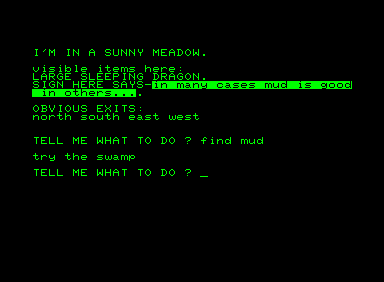 I'M IN A SUNNY MEADOW.
visible items here:
LARGE SLEEPING DRAGON.
SIGN HERE SAYS-in many cases mud is good
in others....
OBVIOUS EXITS:
north south east west
TELL ME WHAT TO DO ? find mud
try the swamp
TELL ME WHAT TO DO ? _